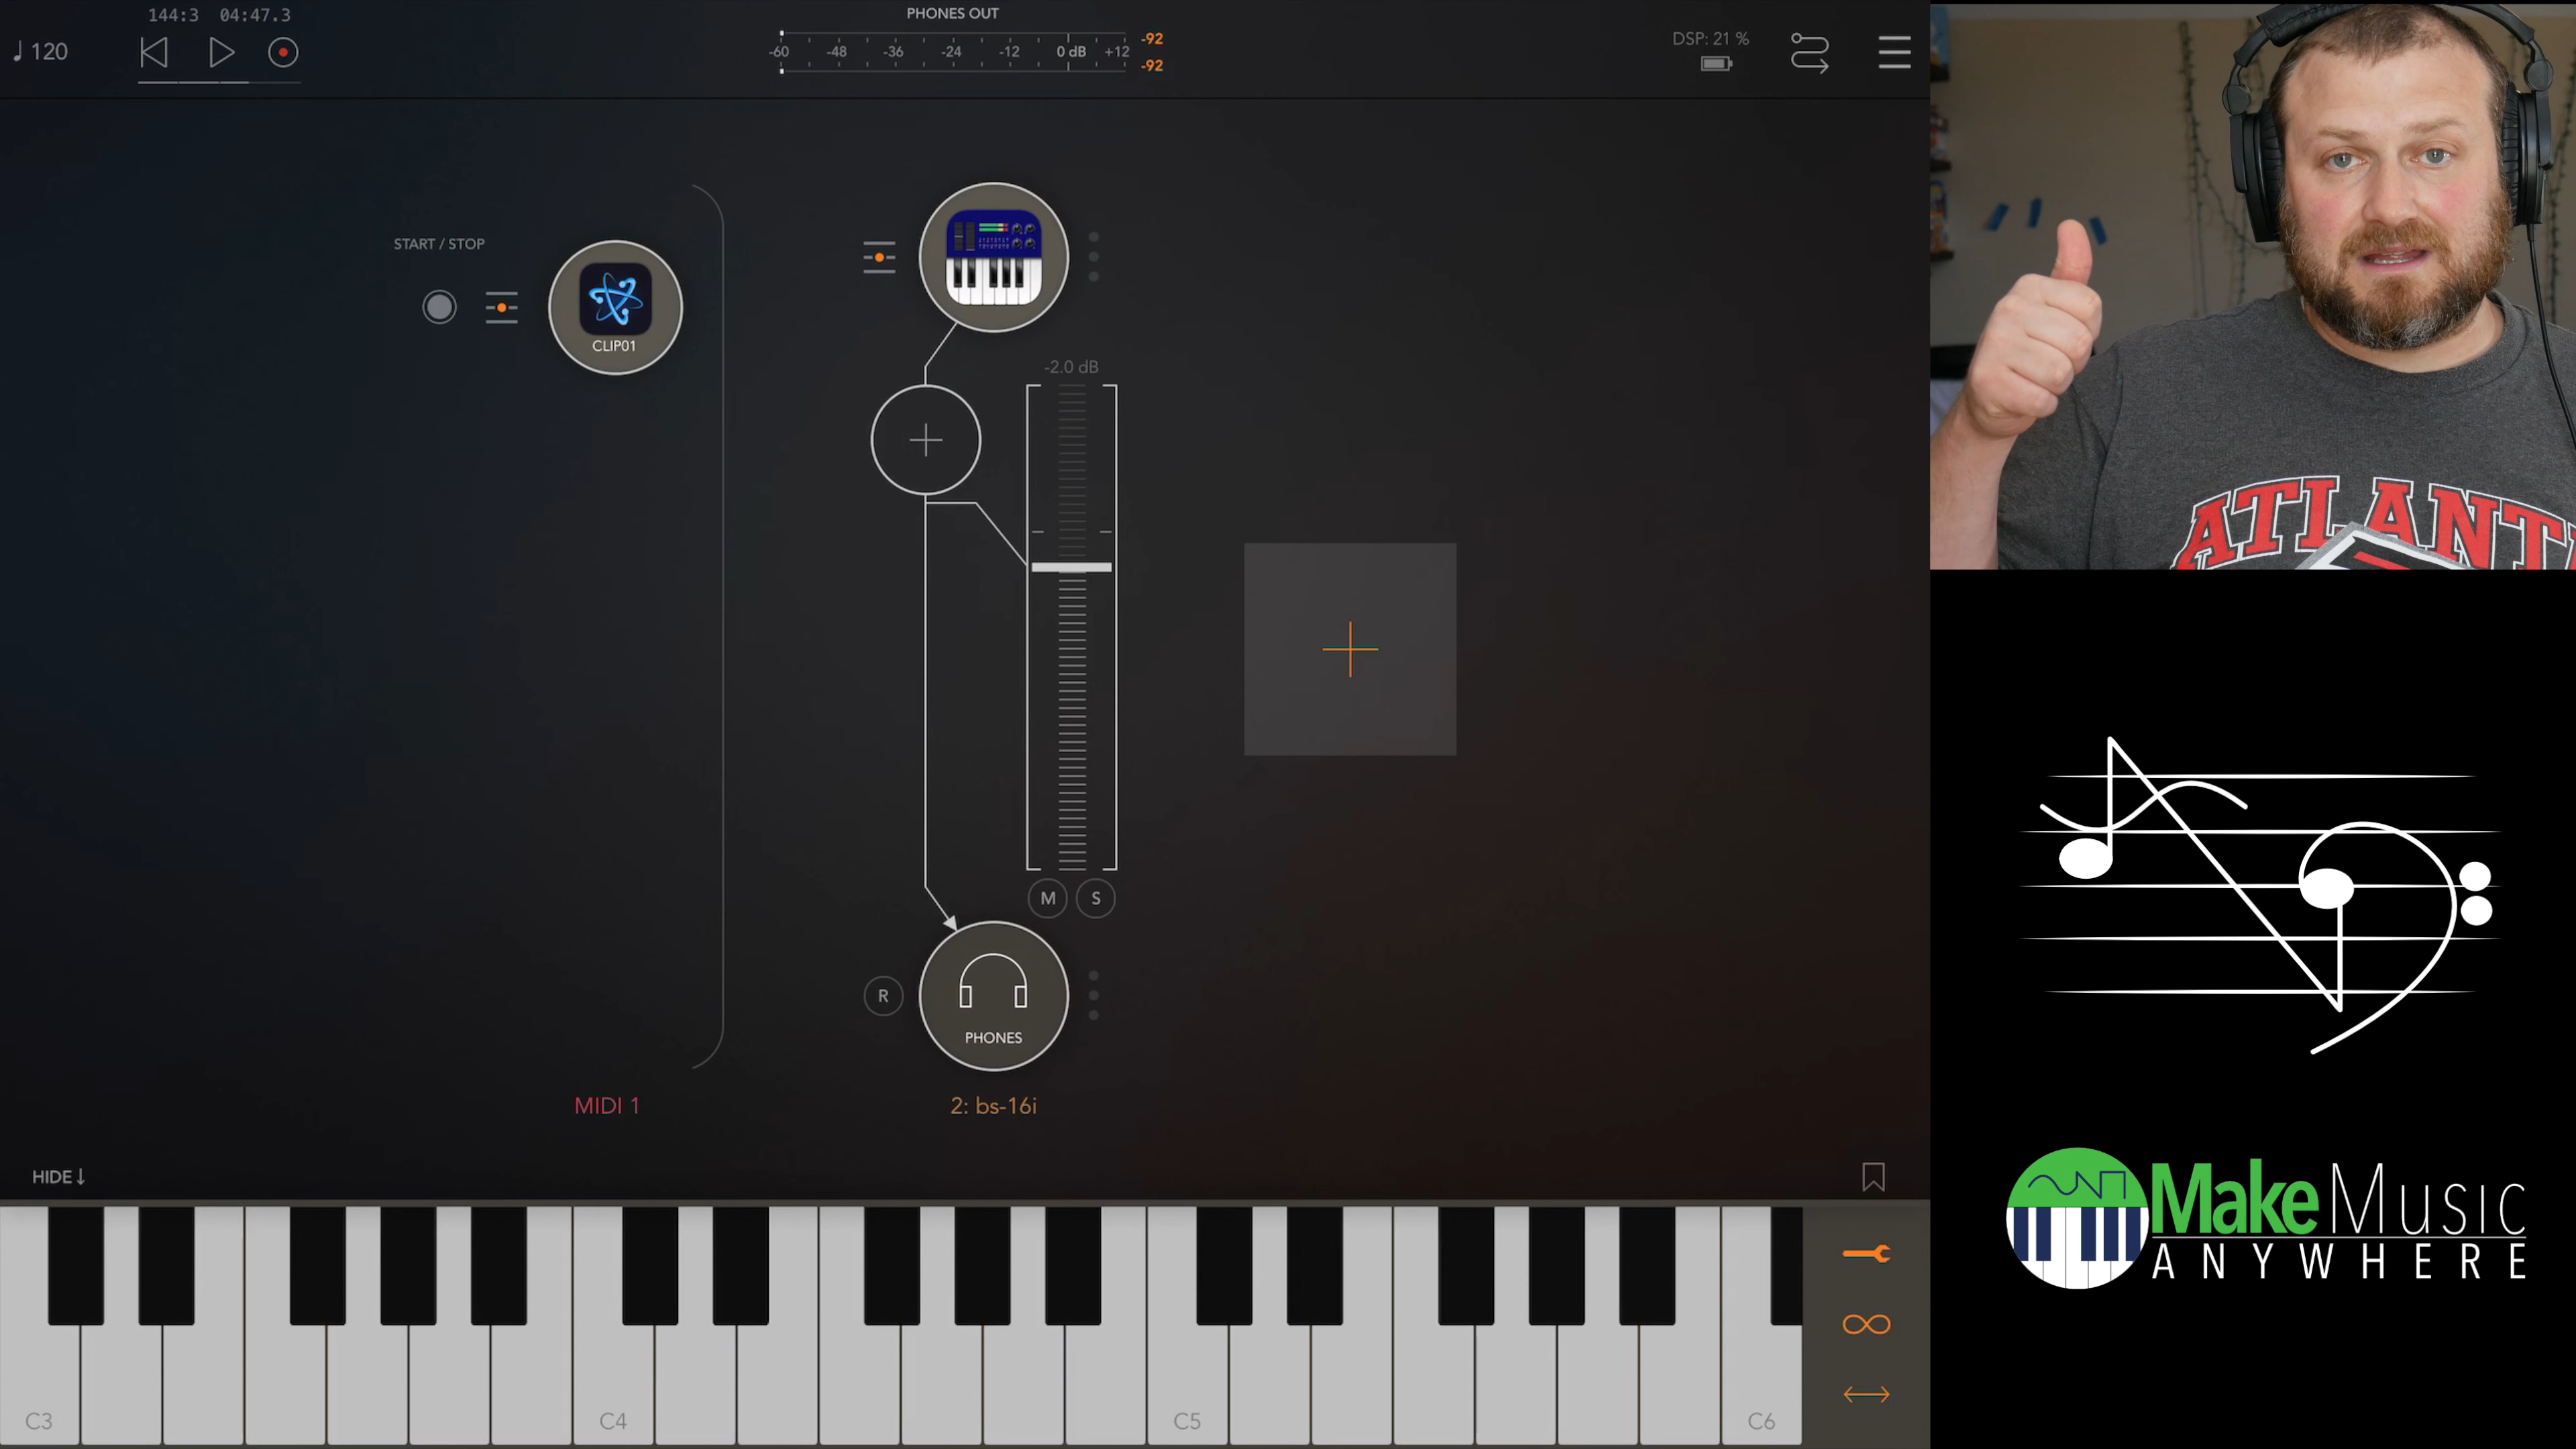 144:3 04:47.3
120
PHONES OUT
-60 -48 -36 -24 -12 0 dB +12
-92
-92
DSP: 21 %
START / STOP
CLIP01
-2.0 dB
M S
R
PHONES
MIDI 1
2: bs-16i
HIDE↓
C3 C4 C5 C6
ATLANT
Make Music
ANYWHERE